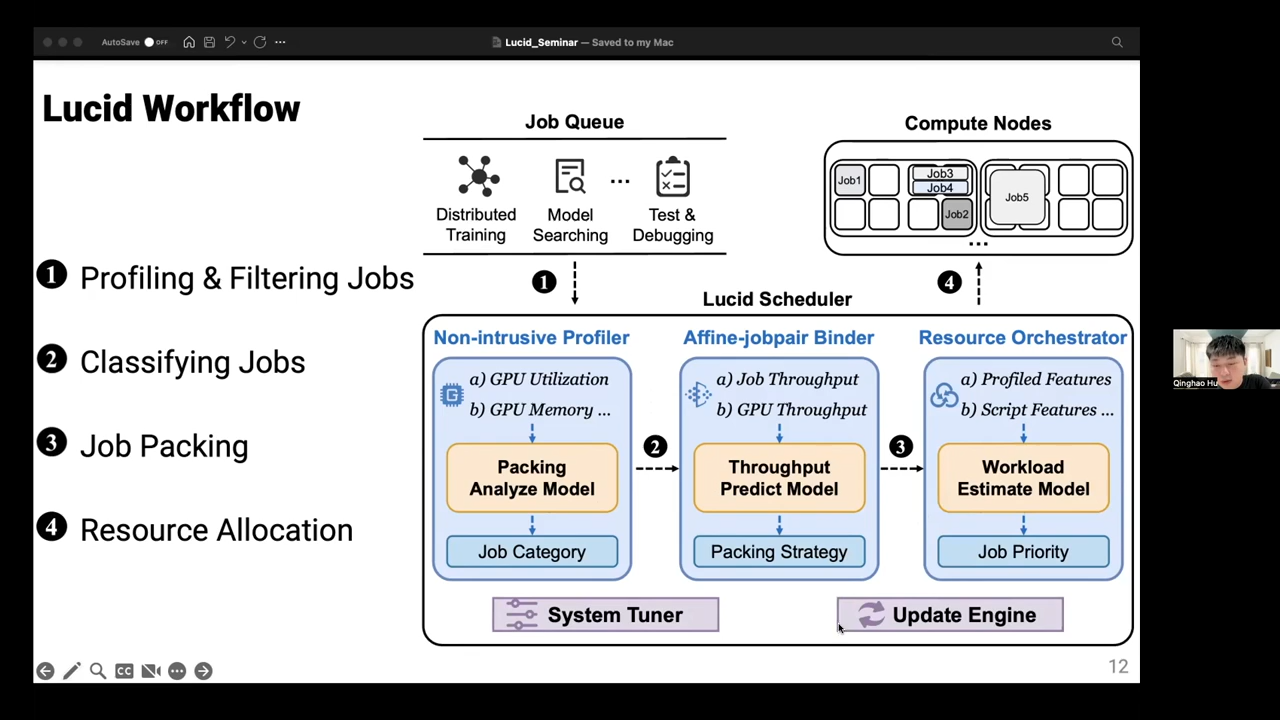 AutoSave OFF
Lucid_Seminar — Saved to my Mac
Lucid Workflow
1 Profiling & Filtering Jobs
2 Classifying Jobs
3 Job Packing
4 Resource Allocation
Job Queue
Distributed
Training
Model
Searching
...
Test &
Debugging
Compute Nodes
Job1
Job3
Job4
Job2
Job5
...
1
4
Lucid Scheduler
Non-intrusive Profiler
a) GPU Utilization
b) GPU Memory ...
Packing
Analyze Model
Job Category
2
Affine-jobpair Binder
a) Job Throughput
b) GPU Throughput
Throughput
Predict Model
Packing Strategy
3
Resource Orchestrator
a) Profiled Features
b) Script Features ...
Workload
Estimate Model
Job Priority
System Tuner
Update Engine
CC
12
Qinghao Hu